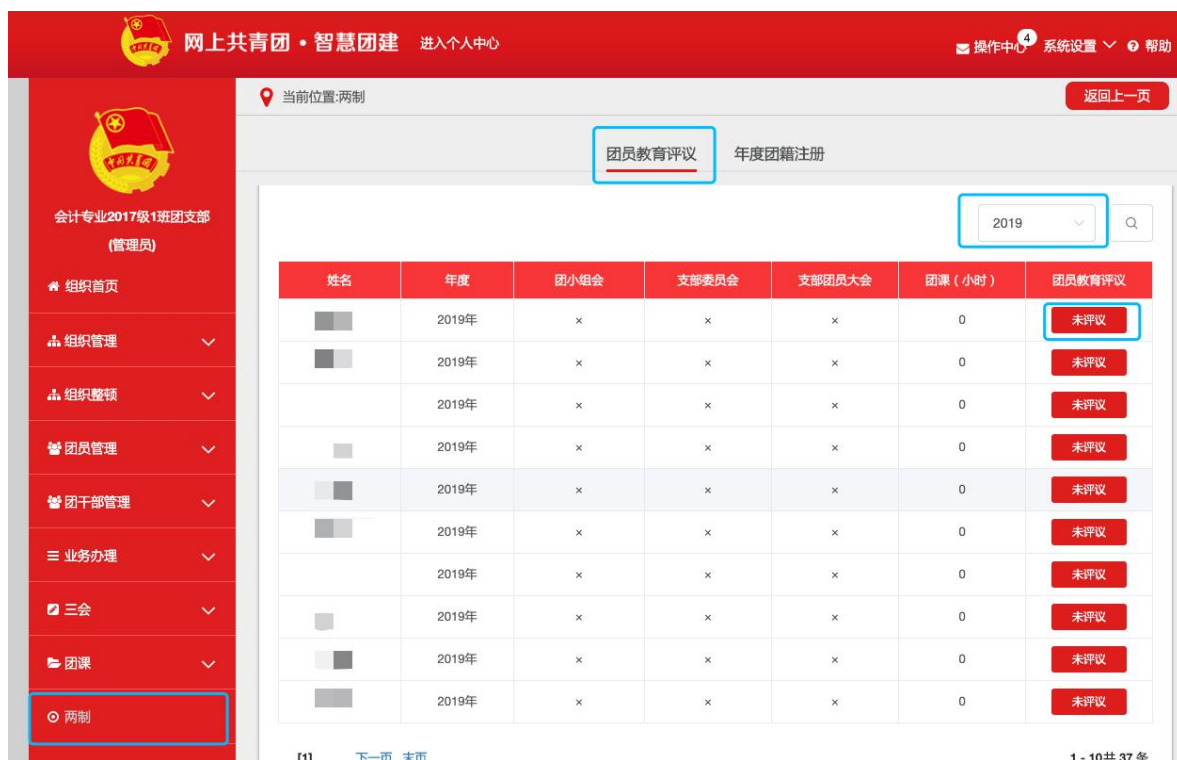 网上共青团·智慧团建 进入个人中心 操作中心 4 系统设置 帮助
当前位置:两制 返回上一页
团员教育评议 年度团籍注册
会计专业2017级1班团支部
(管理员)
2019
组织首页
组织管理
组织整顿
团员管理
团干部管理
业务办理
三会
团课
两制
姓名 年度 团小组会 支部委员会 支部团员大会 团课（小时） 团员教育评议
2019年 × × × 0 未评议
2019年 × × × 0 未评议
2019年 × × × 0 未评议
2019年 × × × 0 未评议
2019年 × × × 0 未评议
2019年 × × × 0 未评议
2019年 × × × 0 未评议
2019年 × × × 0 未评议
2019年 × × × 0 未评议
2019年 × × × 0 未评议
[1] 下一页 末页 1 - 10共 37 条